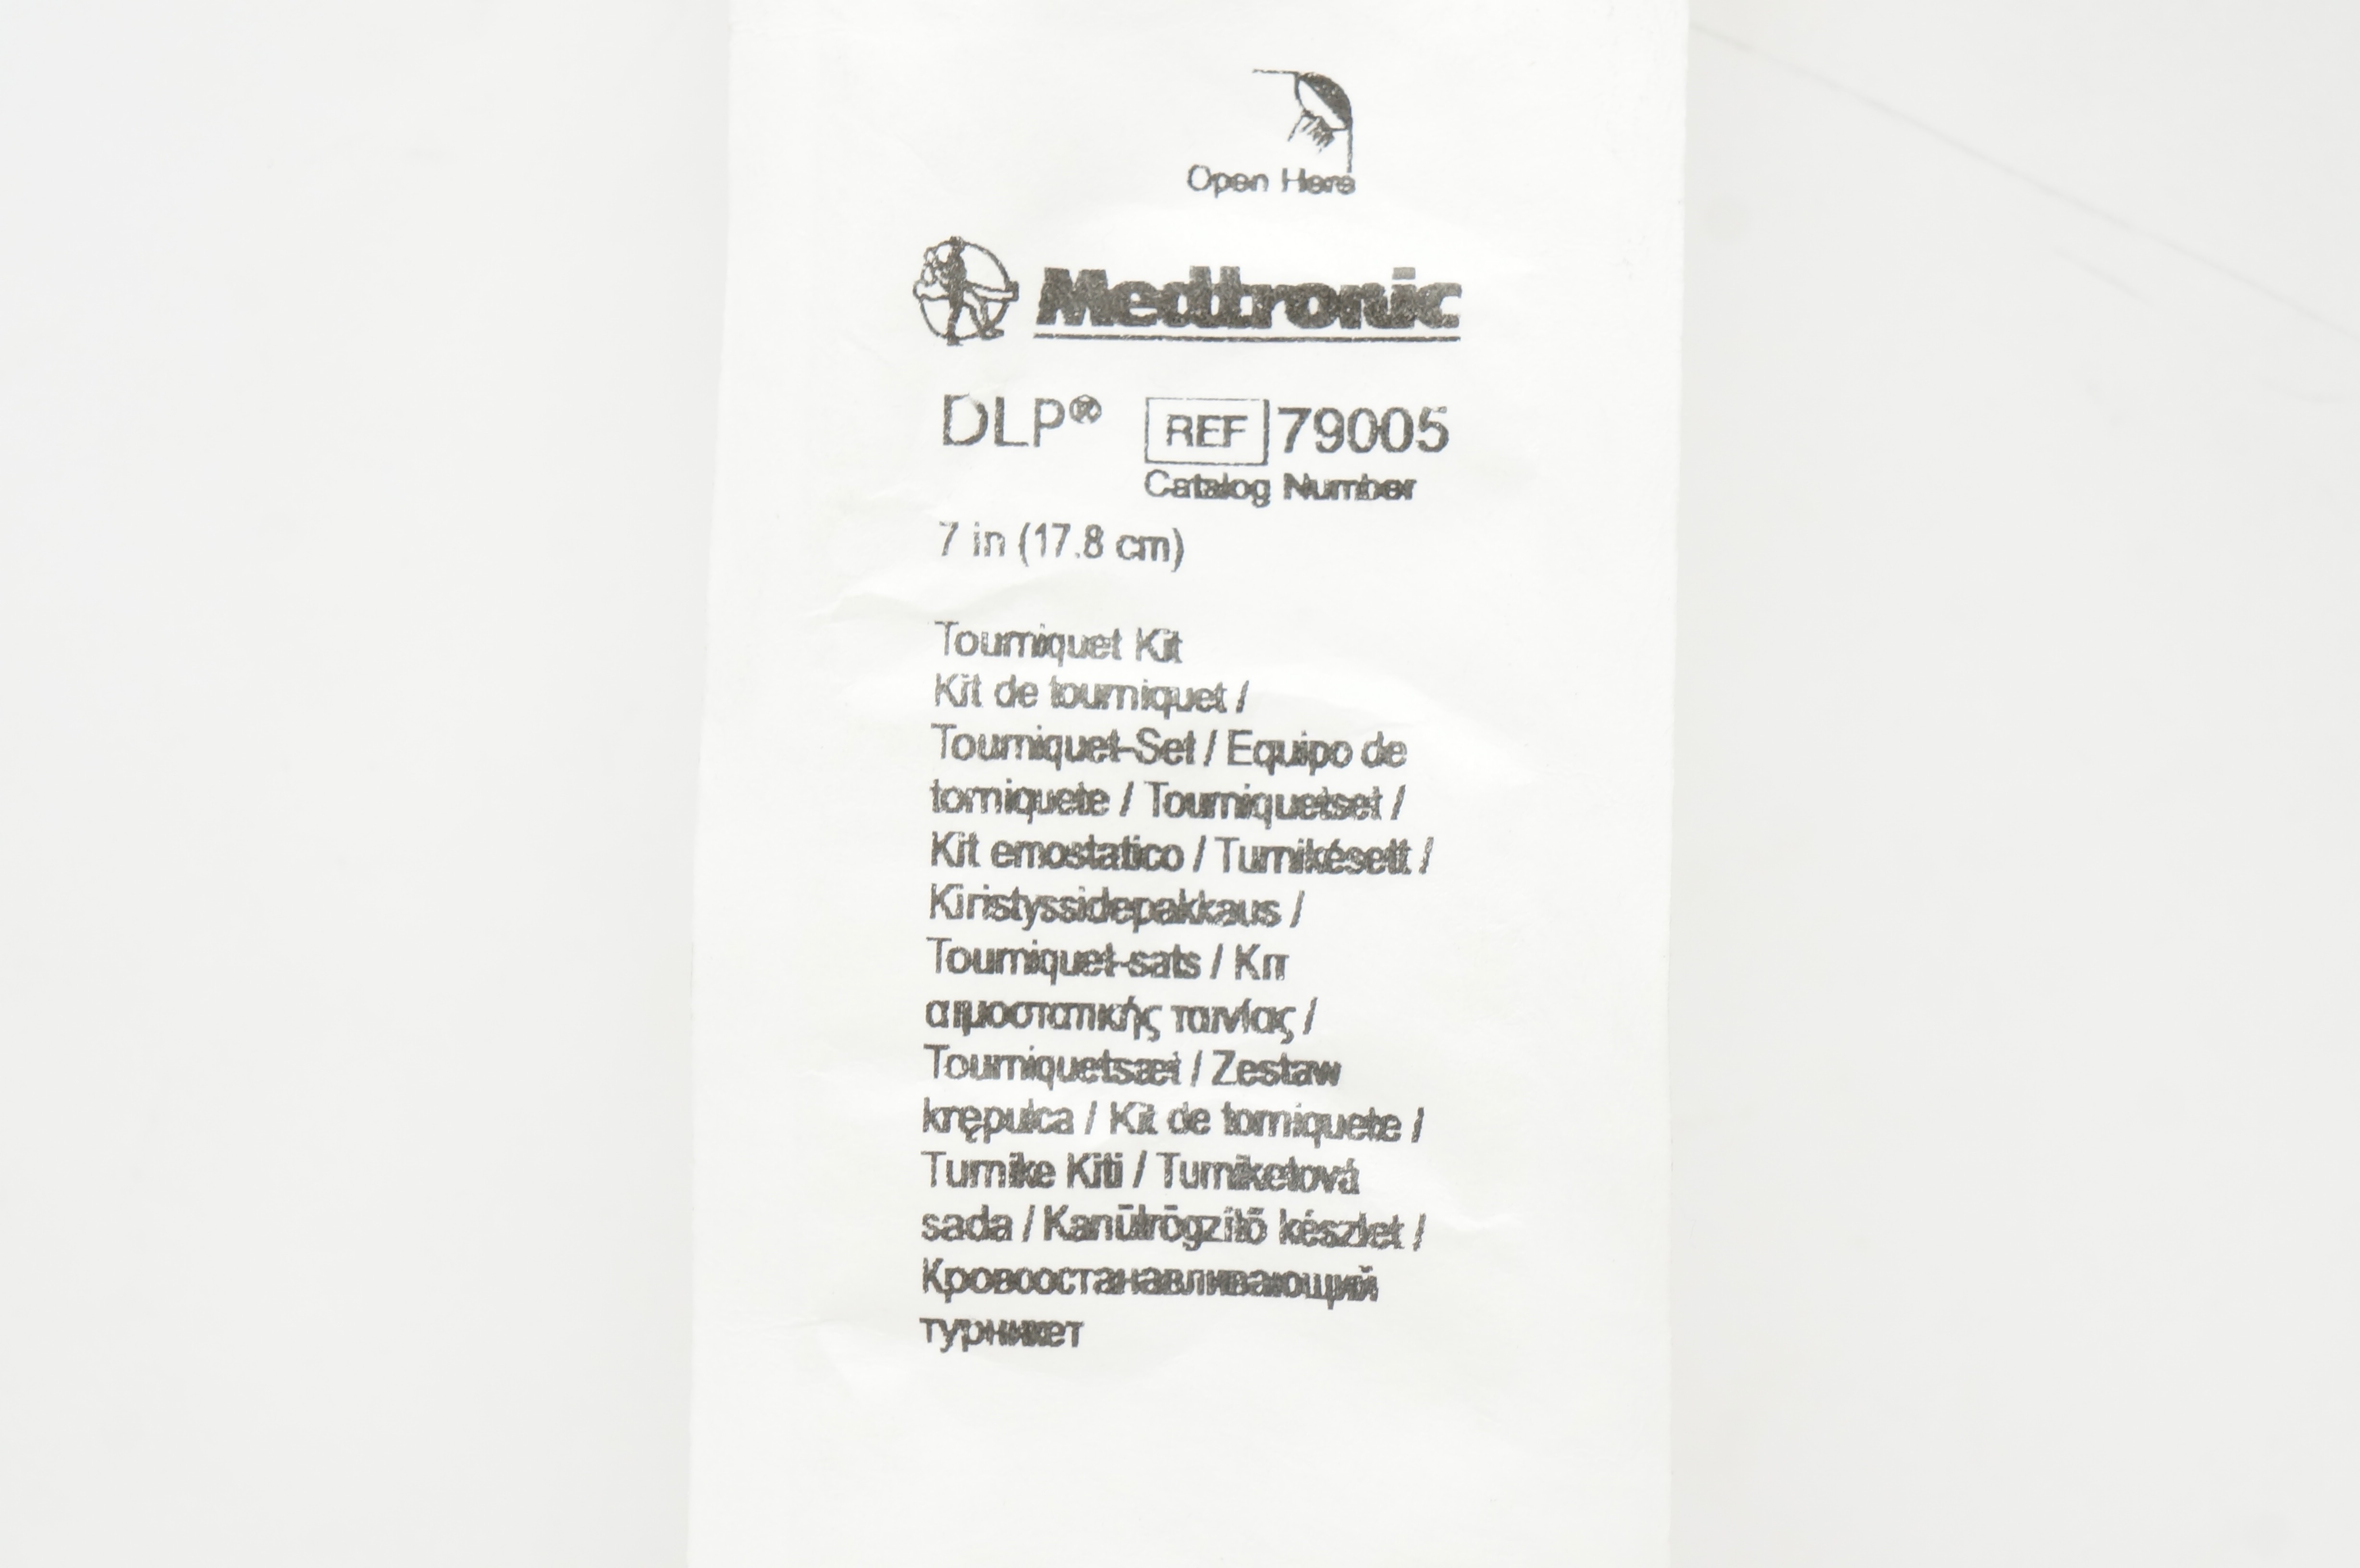 Open Here
Medtronic
DLP® REF 79005
Catalog Number
7 in (17.8 cm)
Tourniquet Kit
Kit de tourniquet /
Tourniquet-Set / Equipo de
torniquete / Tourniquetset /
Kit emostatico / Turnikésett /
Kiristyssidepakkaus /
Tourniquet-sats / Κιτ
αιμοστατικής ταινίας /
Tourniquetsæt / Zestaw
krępulca / Kit de torniquete /
Turnike Kiti / Turniketová
sada / Kanülrögzítő készlet /
Кровоостанавливающий
турникет